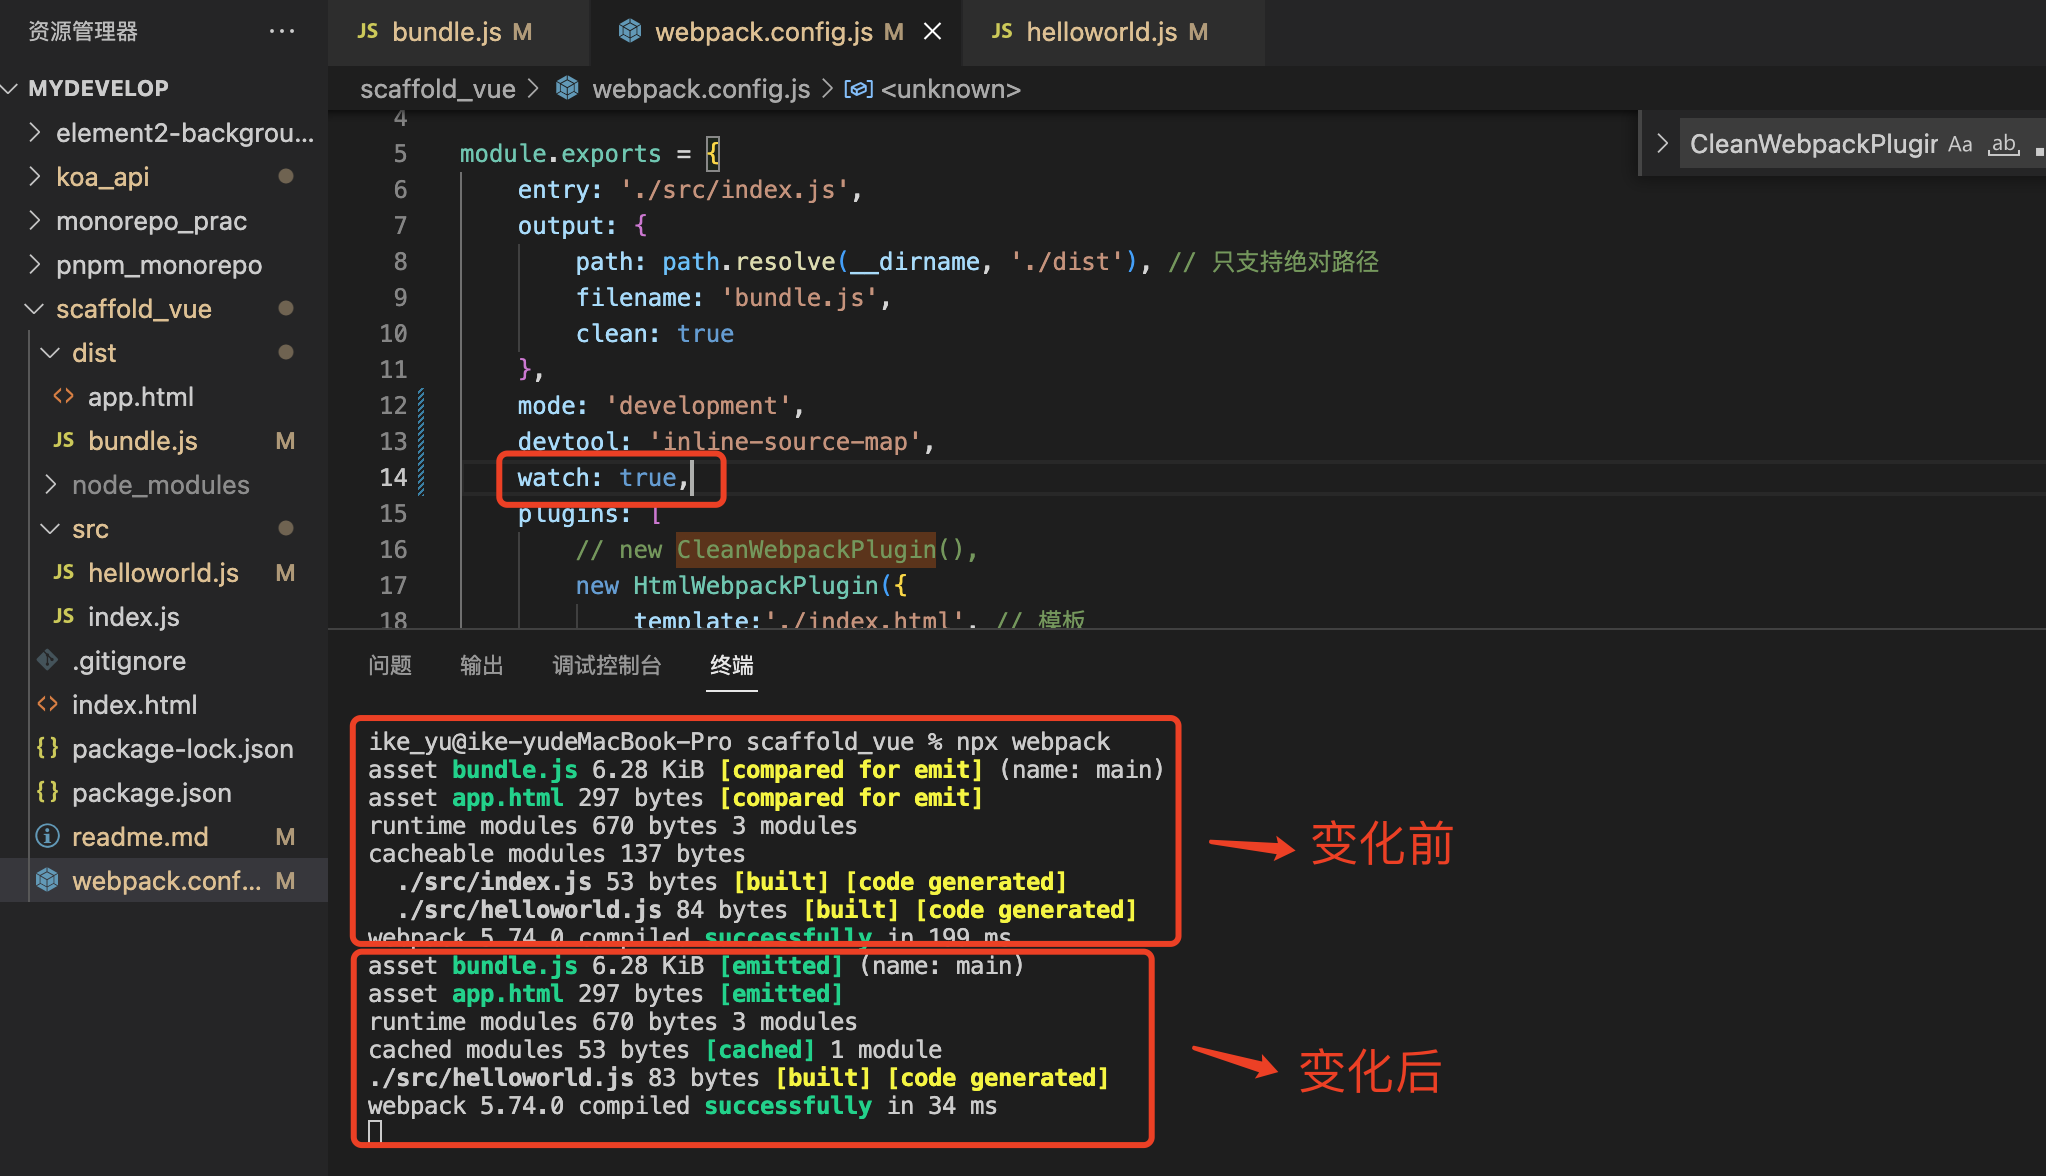 资源管理器 ···
JS bundle.js M
webpack.config.js M
JS helloworld.js M
MYDEVELOP
element2-backgrou...
koa_api
monorepo_prac
pnpm_monorepo
scaffold_vue
dist
<> app.html
JS bundle.js M
node_modules
src
JS helloworld.js M
JS index.js
.gitignore
<> index.html
{} package-lock.json
{} package.json
readme.md M
webpack.conf... M
scaffold_vue > webpack.config.js > <unknown>
CleanWebpackPlugin Aa ab
4
5 module.exports = {
6 entry: './src/index.js',
7 output: {
8 path: path.resolve(__dirname, './dist'), // 只支持绝对路径
9 filename: 'bundle.js',
10 clean: true
11 },
12 mode: 'development',
13 devtool: 'inline-source-map',
14 watch: true,
15 plugins: [
16 // new CleanWebpackPlugin(),
17 new HtmlWebpackPlugin({
18 template:'./index.html', // 模板
问题 输出 调试控制台 终端
ike_yu@ike-yudeMacBook-Pro scaffold_vue % npx webpack
asset bundle.js 6.28 KiB [compared for emit] (name: main)
asset app.html 297 bytes [compared for emit]
runtime modules 670 bytes 3 modules
cacheable modules 137 bytes
./src/index.js 53 bytes [built] [code generated]
./src/helloworld.js 84 bytes [built] [code generated]
webpack 5.74.0 compiled successfully in 199 ms
变化前
asset bundle.js 6.28 KiB [emitted] (name: main)
asset app.html 297 bytes [emitted]
runtime modules 670 bytes 3 modules
cached modules 53 bytes [cached] 1 module
./src/helloworld.js 83 bytes [built] [code generated]
webpack 5.74.0 compiled successfully in 34 ms
变化后